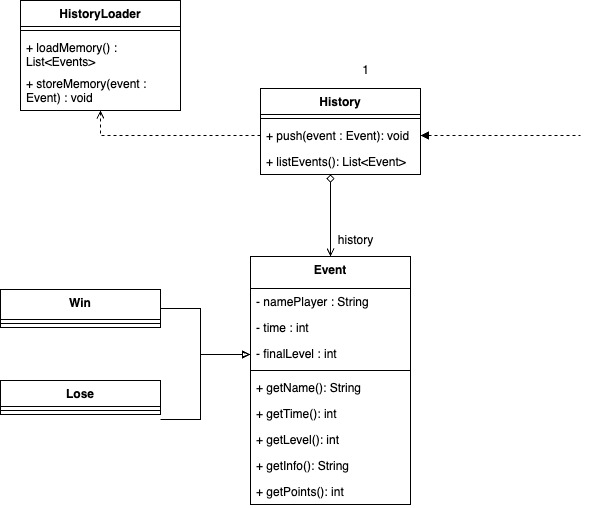 HistoryLoader
+ loadMemory() :
List<Events>
+ storeMemory(event :
Event) : void
1
History
+ push(event : Event): void
+ listEvents(): List<Event>
history
Event
- namePlayer : String
- time : int
- finalLevel : int
+ getName(): String
+ getTime(): int
+ getLevel(): int
+ getInfo(): String
+ getPoints(): int
Win
Lose